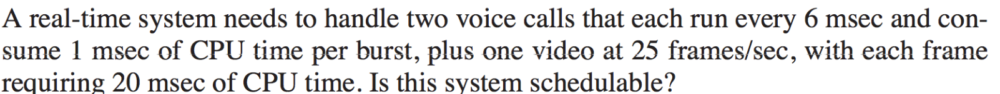 A real-time system needs to handle two voice calls that each run every 6 msec and con-
sume 1 msec of CPU time per burst, plus one video at 25 frames/sec, with each frame
requiring 20 msec of CPU time. Is this system schedulable?